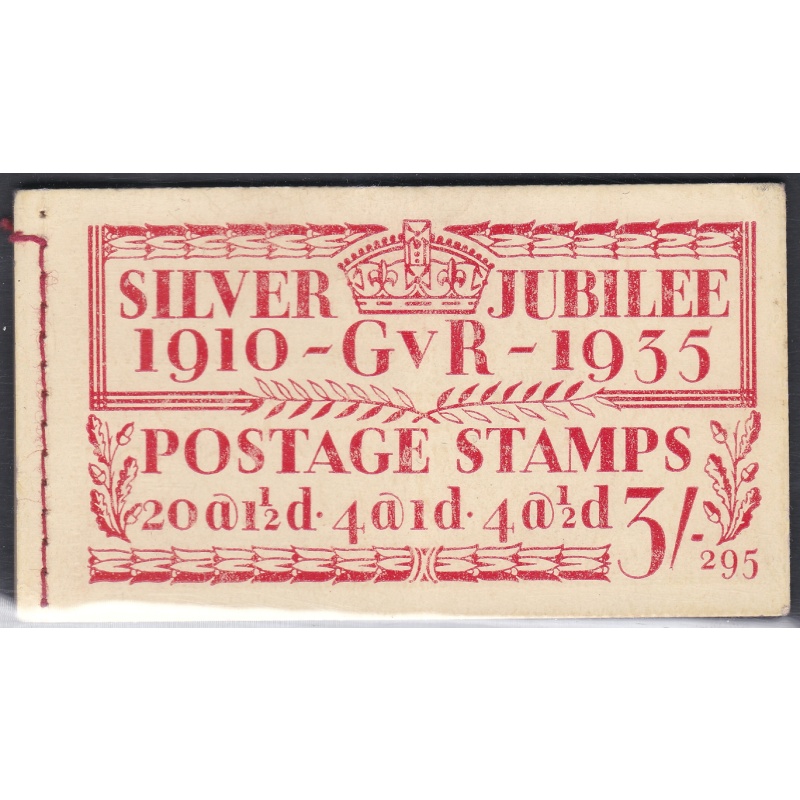 SILVER JUBILEE
1910 - GVR - 1935
POSTAGE STAMPS
20@1½d · 4@1d · 4@½d 3/-
295